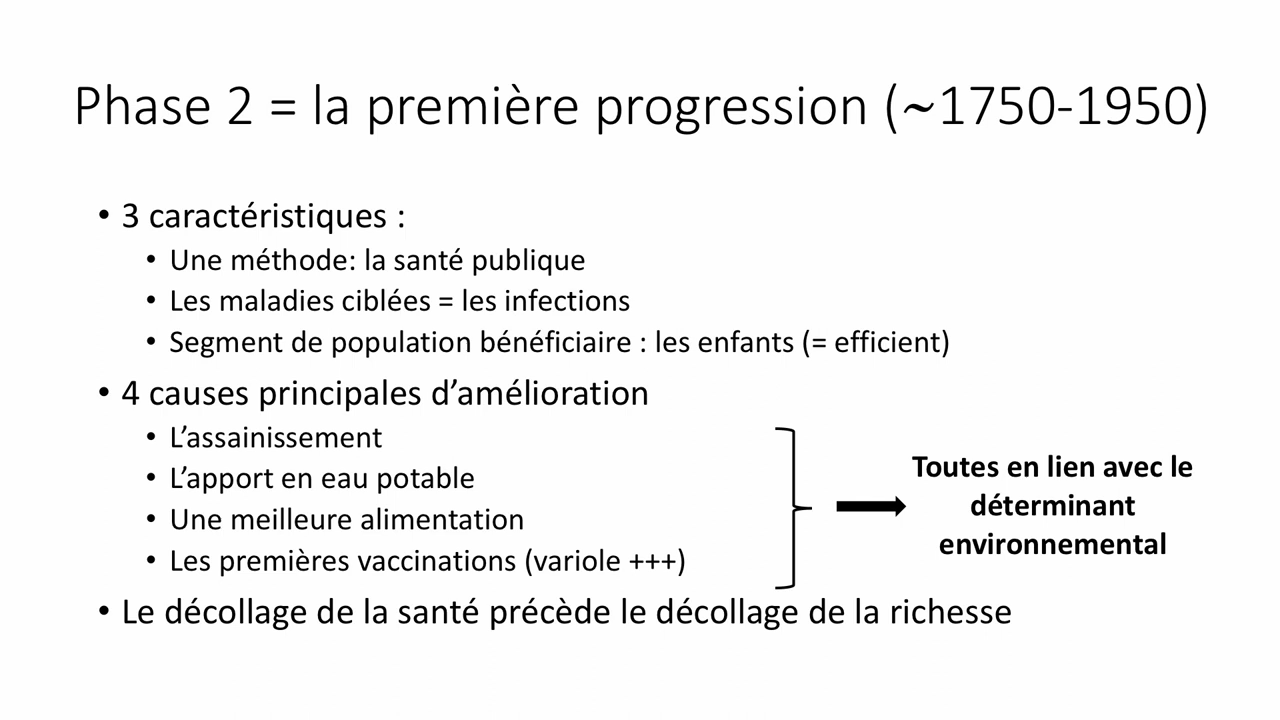 Phase 2 = la première progression (~1750-1950)
• 3 caractéristiques :
• Une méthode: la santé publique
• Les maladies ciblées = les infections
• Segment de population bénéficiaire : les enfants (= efficient)
• 4 causes principales d’amélioration
• L’assainissement
• L’apport en eau potable
• Une meilleure alimentation
• Les premières vaccinations (variole +++)
Toutes en lien avec le
déterminant
environnemental
• Le décollage de la santé précède le décollage de la richesse